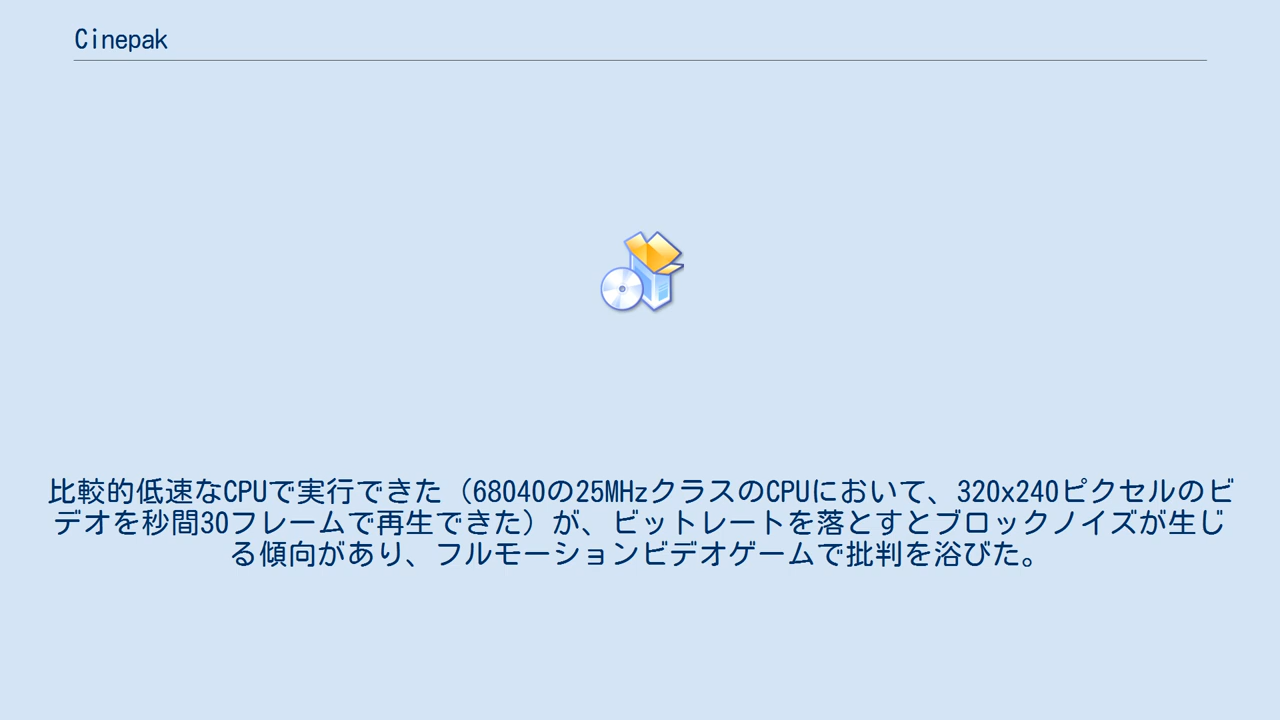 Cinepak
比較的低速なCPUで実行できた（68040の25MHzクラスのCPUにおいて、320x240ピクセルのビ
デオを秒間30フレームで再生できた）が、ビットレートを落とすとブロックノイズが生じ
る傾向があり、フルモーションビデオゲームで批判を浴びた。